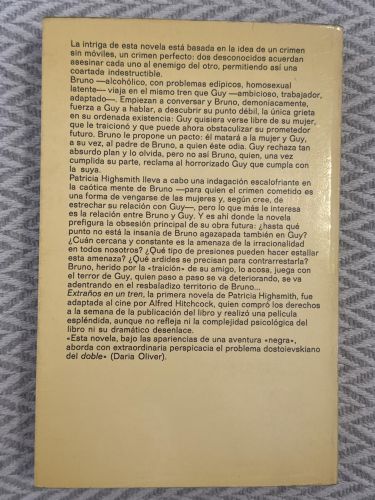 La intriga de esta novela está basada en la idea de un crimen
sin móviles, un crimen perfecto: dos desconocidos acuerdan
asesinar cada uno al enemigo del otro, permitiendo así una
coartada indestructible.
Bruno —alcohólico, con problemas edípicos, homosexual
latente— viaja en el mismo tren que Guy —ambicioso, trabajador,
adaptado—. Empiezan a conversar y Bruno, demoniacamente,
fuerza a Guy a hablar, a descubrir su punto débil, la única grieta
en su ordenada existencia: Guy quisiera verse libre de su mujer,
que le traicionó y que puede ahora obstaculizar su prometedor
futuro. Bruno le propone un pacto: él matará a la mujer y Guy,
a su vez, al padre de Bruno, a quien éste odia. Guy rechaza tan
absurdo plan y lo olvida, pero no así Bruno, quien, una vez
cumplida su parte, reclama al horrorizado Guy que cumpla con
la suya.
Patricia Highsmith lleva a cabo una indagación escalofriante en
la caótica mente de Bruno —para quien el crimen cometido es
una forma de vengarse de las mujeres y, según cree, de
estrechar su relación con Guy—, pero lo que más le interesa
es la relación entre Bruno y Guy. Y es ahí donde la novela
prefigura la obsesión principal de su obra futura: ¿hasta qué
punto no está la insania de Bruno agazapada también en Guy?
¿Cuán cercana y constante es la amenaza de la irracionalidad
en todos nosotros? ¿Qué tipo de presiones pueden hacer estallar
esta amenaza? ¿Qué ardides se precisan para contrarrestarla?
Bruno, herido por la «traición» de su amigo, lo acosa, juega con
el terror de Guy, quien paso a paso se va deteriorando, se va
adentrando en el resbaladizo territorio de Bruno...
Extraños en un tren, la primera novela de Patricia Highsmith, fue
adaptada al cine por Alfred Hitchcock, quien compró los derechos
a la semana de la publicación del libro y realizó una película
espléndida, aunque no refleja ni la complejidad psicológica del
libro ni su dramático desenlace.
«Esta novela, bajo las apariencias de una aventura «negra»,
aborda con extraordinaria perspicacia el problema dostoievskiano
del doble» (Daria Oliver).